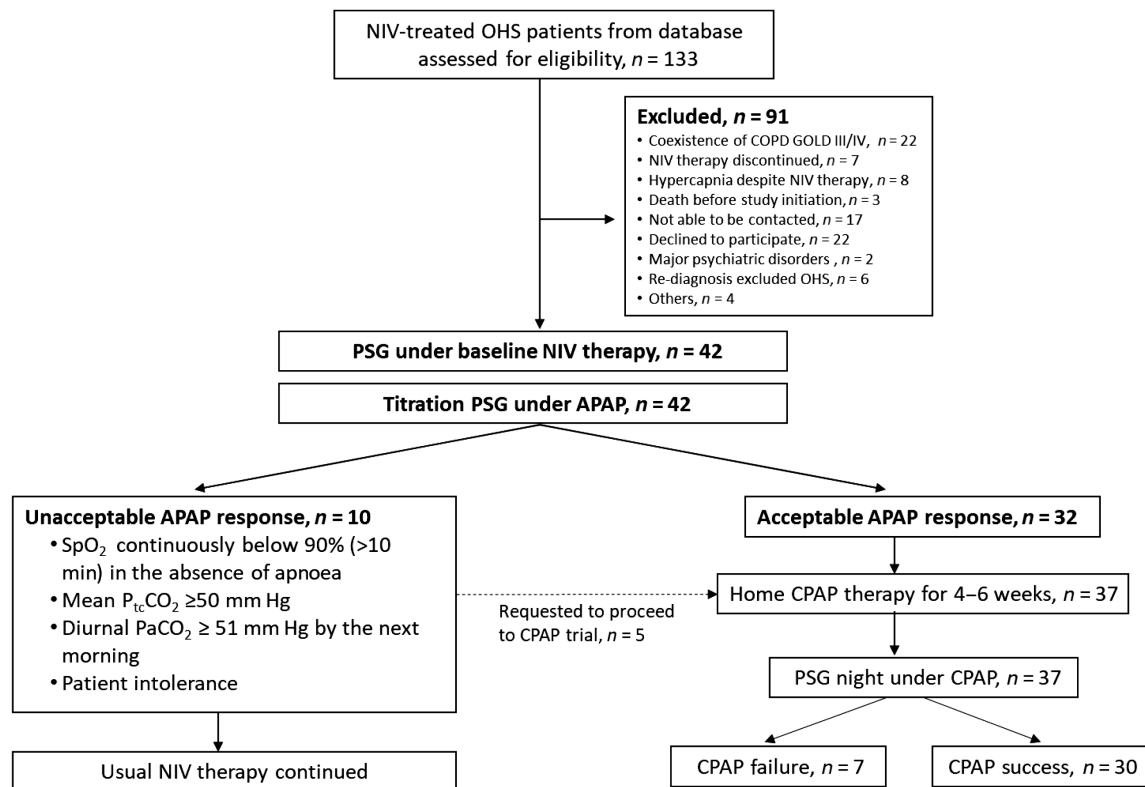 NIV-treated OHS patients from database
assessed for eligibility, n = 133
Excluded, n = 91
• Coexistence of COPD GOLD III/IV, n = 22
• NIV therapy discontinued, n = 7
• Hypercapnia despite NIV therapy, n = 8
• Death before study initiation, n = 3
• Not able to be contacted, n = 17
• Declined to participate, n = 22
• Major psychiatric disorders , n = 2
• Re-diagnosis excluded OHS, n = 6
• Others, n = 4
PSG under baseline NIV therapy, n = 42
Titration PSG under APAP, n = 42
Unacceptable APAP response, n = 10
• SpO₂ continuously below 90% (>10
min) in the absence of apnoea
• Mean PtcCO₂ ≥50 mm Hg
• Diurnal PaCO₂ ≥ 51 mm Hg by the next
morning
• Patient intolerance
Usual NIV therapy continued
Requested to proceed
to CPAP trial, n = 5
Acceptable APAP response, n = 32
Home CPAP therapy for 4–6 weeks, n = 37
PSG night under CPAP, n = 37
CPAP failure, n = 7
CPAP success, n = 30